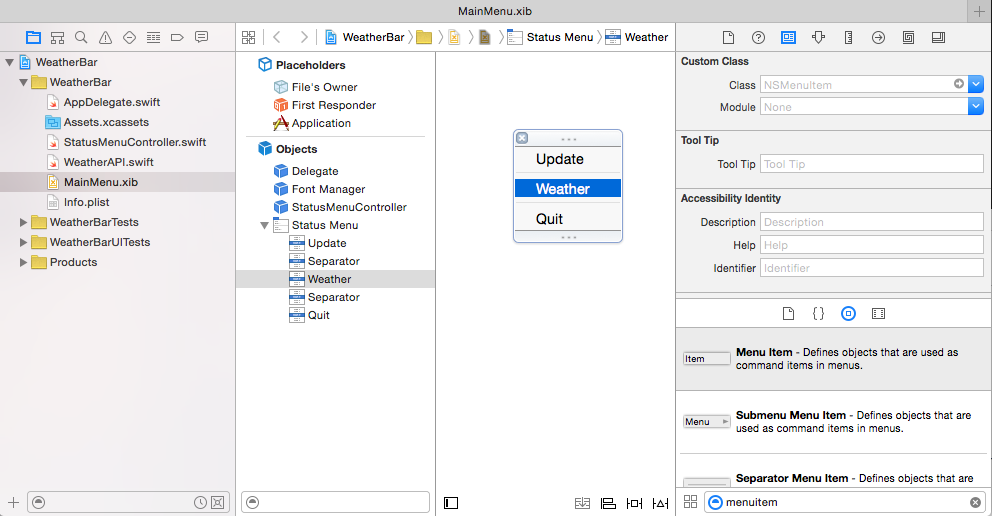 MainMenu.xib
WeatherBar
WeatherBar
AppDelegate.swift
Assets.xcassets
StatusMenuController.swift
WeatherAPI.swift
MainMenu.xib
Info.plist
WeatherBarTests
WeatherBarUITests
Products
WeatherBar Status Menu Weather
Placeholders
File's Owner
First Responder
Application
Objects
Delegate
Font Manager
StatusMenuController
Status Menu
Update
Separator
Weather
Separator
Quit
Update
Weather
Quit
Custom Class
Class NSMenuItem
Module None
Tool Tip
Tool Tip Tool Tip
Accessibility Identity
Description Description
Help Help
Identifier Identifier
Item
Menu Item - Defines objects that are used as
command items in menus.
Menu
Submenu Menu Item - Defines objects that are
used as command items in menus.
Separator Menu Item - Defines objects that are
menuitem